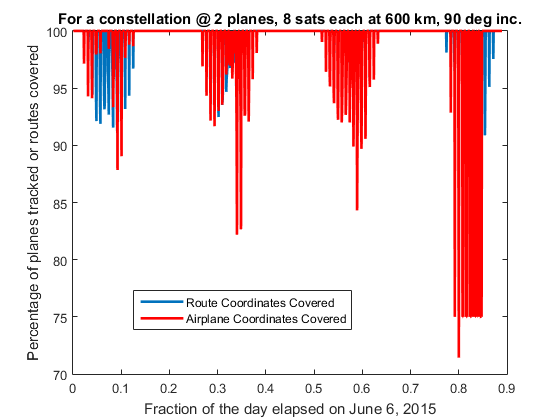 For a constellation @ 2 planes, 8 sats each at 600 km, 90 deg inc.
Percentage of planes tracked or routes covered
100
95
90
85
80
75
70
Route Coordinates Covered
Airplane Coordinates Covered
0 0.1 0.2 0.3 0.4 0.5 0.6 0.7 0.8 0.9
Fraction of the day elapsed on June 6, 2015